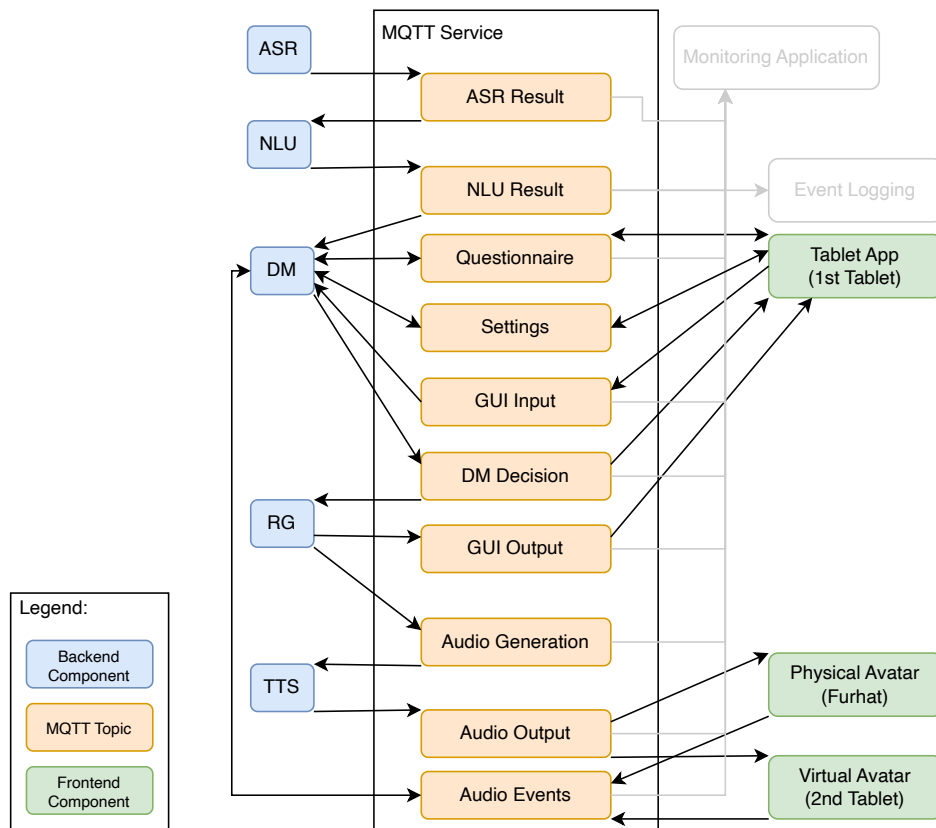 MQTT Service
ASR
Monitoring Application
ASR Result
NLU
NLU Result
Event Logging
DM
Questionnaire
Tablet App
(1st Tablet)
Settings
GUI Input
DM Decision
RG
GUI Output
Legend:
Audio Generation
Backend
Component
TTS
Physical Avatar
(Furhat)
MQTT Topic
Audio Output
Frontend
Component
Audio Events
Virtual Avatar
(2nd Tablet)